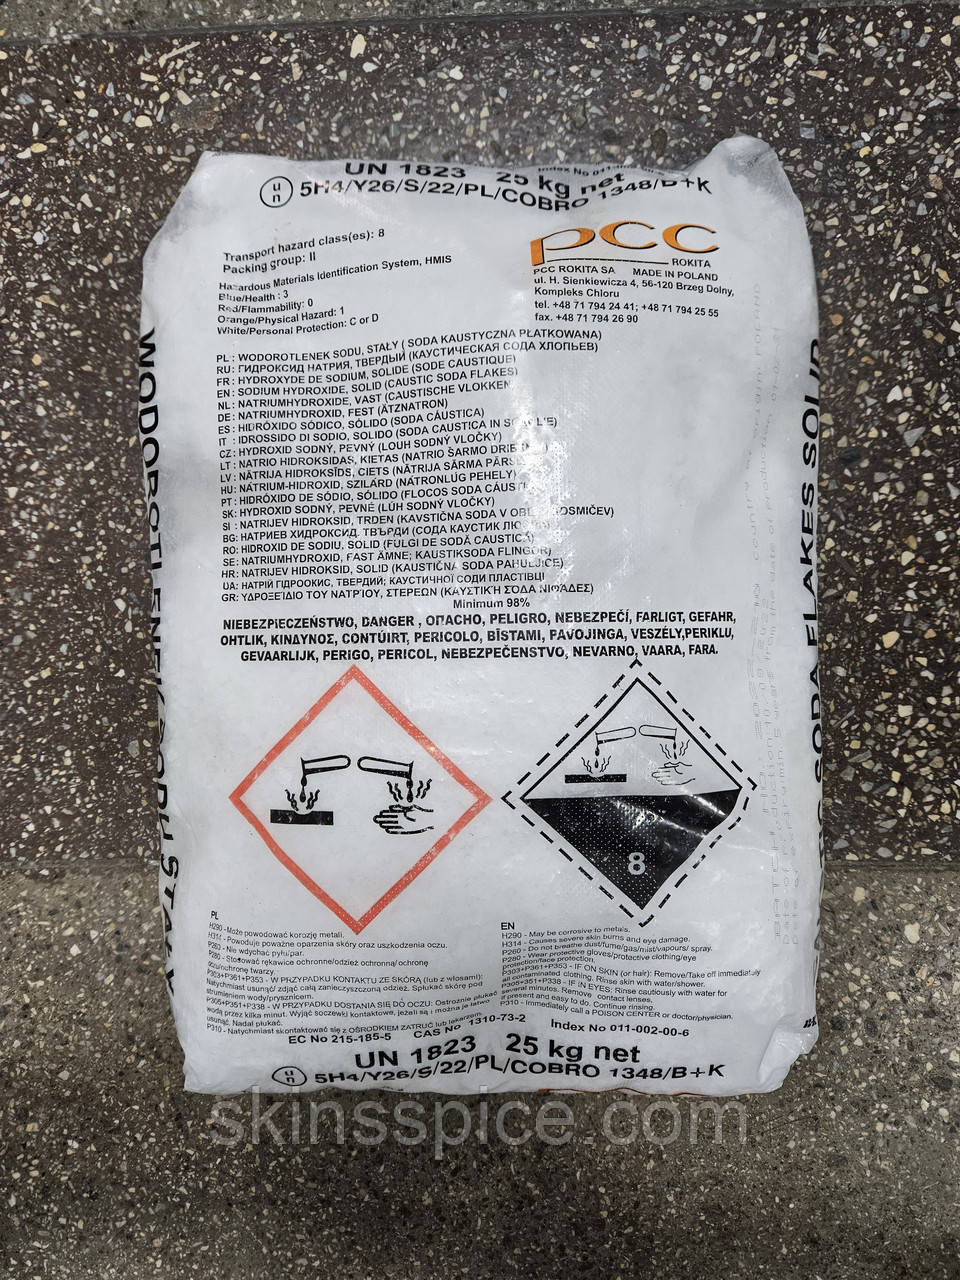 UN 1823 25 kg net
un 5H4/Y26/S/22/PL/COBRO 1348/B+K
Transport hazard class(es): 8
Packing group: II
Hazardous Materials Identification System, HMIS
Blue/Health : 3
Red/Flammability: 0
Orange/Physical Hazard: 1
White/Personal Protection: C or D
PCC
ROKITA
PCC ROKITA SA MADE IN POLAND
ul. H. Sienkiewicza 4, 56-120 Brzeg Dolny,
Kompleks Chloru
tel. +48 71 794 24 41; +48 71 794 25 55
fax. +48 71 794 26 90
PL : WODOROTLENEK SODU, STAŁY ( SODA KAUSTYCZNA PŁATKOWANA)
RU: ГИДРОКСИД НАТРИЯ, ТВЕРДЫЙ (КАУСТИЧЕСКАЯ СОДА ХЛОПЬЕВ)
FR : HYDROXYDE DE SODIUM, SOLIDE (SODE CAUSTIQUE)
EN : SODIUM HYDROXIDE, SOLID (CAUSTIC SODA FLAKES)
NL: NATRIUMHYDROXIDE, VAST (CAUSTISCHE VLOKKEN
DE: NATRIUMHYDROXID, FEST (ÄTZNATRON)
ES : HIDRÓXIDO SÓDICO, SÓLIDO (SODA CÁUSTICA)
IT : IDROSSIDO DI SODIO, SOLIDO (SODA CAUSTICA IN
CZ: HYDROXID SODNÝ, PEVNÝ (LOUH SODNÝ VLOČKY)
LT : NATRIO HIDROKSIDAS, KIETAS (NATRIO ŠARMO
LV : NĀTRIJA HIDROKSĪDS, CIETS (NĀTRIJA SĀRMA
HU: NÁTRIUM-HIDROXID, SZILÁRD (NÁTRONLÚG PEHELY)
PT : HIDRÓXIDO DE SÓDIO, SÓLIDO (FLOCOS SODA
SK: HYDROXID SODNÝ, PEVNÉ (LÚH SODNÝ VLOČKY)
SI : NATRIJEV HIDROKSID, TRDEN (KAVSTIČNA SODA V
BG: НАТРИЕВ ХИДРОКСИД. ТВЪРДИ (СОДА КАУСТИК
RO: HIDROXID DE SODIU, SOLID (FULGI DE SODĂ CAUSTICĂ
SE: NATRIUMHYDROXID, FAST ÄMNE; KAUSTIKSODA FLINGOR)
HR: NATRIJEV HIDROKSID, SOLID (KAUSTIČNA SODA PAHULJICE)
UA: НАТРІЙ ГІДРООКИС, ТВЕРДИЙ; КАУСТИЧНОЇ СОДИ ПЛАСТІВЦІ
GR: ΥΔΡΟΞΕΊΔΙΟ ΤΟΥ ΝΑΤΡΊΟΥ, ΣΤΕΡΕΏΝ (ΚΑΥΣΤΙΚΉ ΣΌΔΑ ΝΙΦΆΔΕΣ)
Minimum 98%
NIEBEZPIECZEŃSTWO, DANGER , ОПАСНО, PELIGRO, NEBEZPEČÍ, FARLIGT, GEFAHR,
OHTLIK, ΚΙΝΔΥΝΟΣ, CONTÚIRT, PERICOLO, BĪSTAMI, PAVOJINGA, VESZÉLY,PERIKLU,
GEVAARLIJK, PERIGO, PERICOL, NEBEZPEČENSTVO, NEVARNO, VAARA, FARA.
8
PL
H290 - Może powodować korozję metali.
H314 - Powoduje poważne oparzenia skóry oraz uszkodzenia oczu.
P260 - Nie wdychać pyłu/par.
P280 - Stosować rękawice ochronne/odzież ochronną/ochronę
oczu/ochronę twarzy.
P303+P361+P353 - W PRZYPADKU KONTAKTU ZE SKÓRĄ (lub z włosami):
Natychmiast usunąć/ zdjąć całą zanieczyszczoną odzież. Spłukać skórę pod
strumieniem wody/prysznicem.
P305+P351+P338 - W PRZYPADKU DOSTANIA SIĘ DO OCZU: Ostrożnie płukać
wodą przez kilka minut. Wyjąć soczewki kontaktowe, jeżeli są i można je łatwo
usunąć. Nadal płukać.
P310 - Natychmiast skontaktować się z OŚRODKIEM ZATRUĆ lub lekarzem.
EN
H290 - May be corrosive to metals.
H314 - Causes severe skin burns and eye damage.
P260 - Do not breathe dust/fume/gas/mist/vapours/ spray.
P280 - Wear protective gloves/protective clothing/eye
protection/face protection.
P303+P361+P353 - IF ON SKIN (or hair): Remove/Take off immediately
all contaminated clothing. Rinse skin with water/shower.
P305+351+P338 - IF IN EYES: Rinse cautiously with water for
several minutes. Remove contact lenses,
if present and easy to do. Continue rinsing.
P310 - Immediately call a POISON CENTER or doctor/physician.
EC No 215-185-5 CAS No 1310-73-2 Index No 011-002-00-6
UN 1823 25 kg net
un 5H4/Y26/S/22/PL/COBRO 1348/B+K
WODOROTLENEK SODU STAŁY
SODA FLAKES SOLID
skinsspice.com